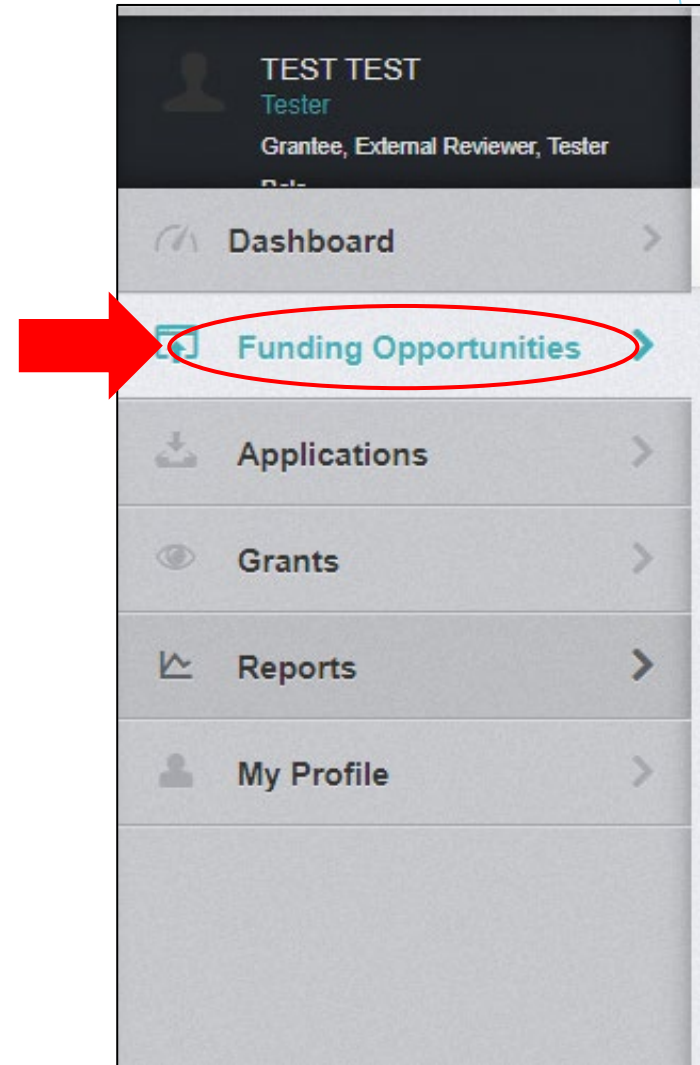 TEST TEST
Tester
Grantee, External Reviewer, Tester
Dashboard
Funding Opportunities
Applications
Grants
Reports
My Profile